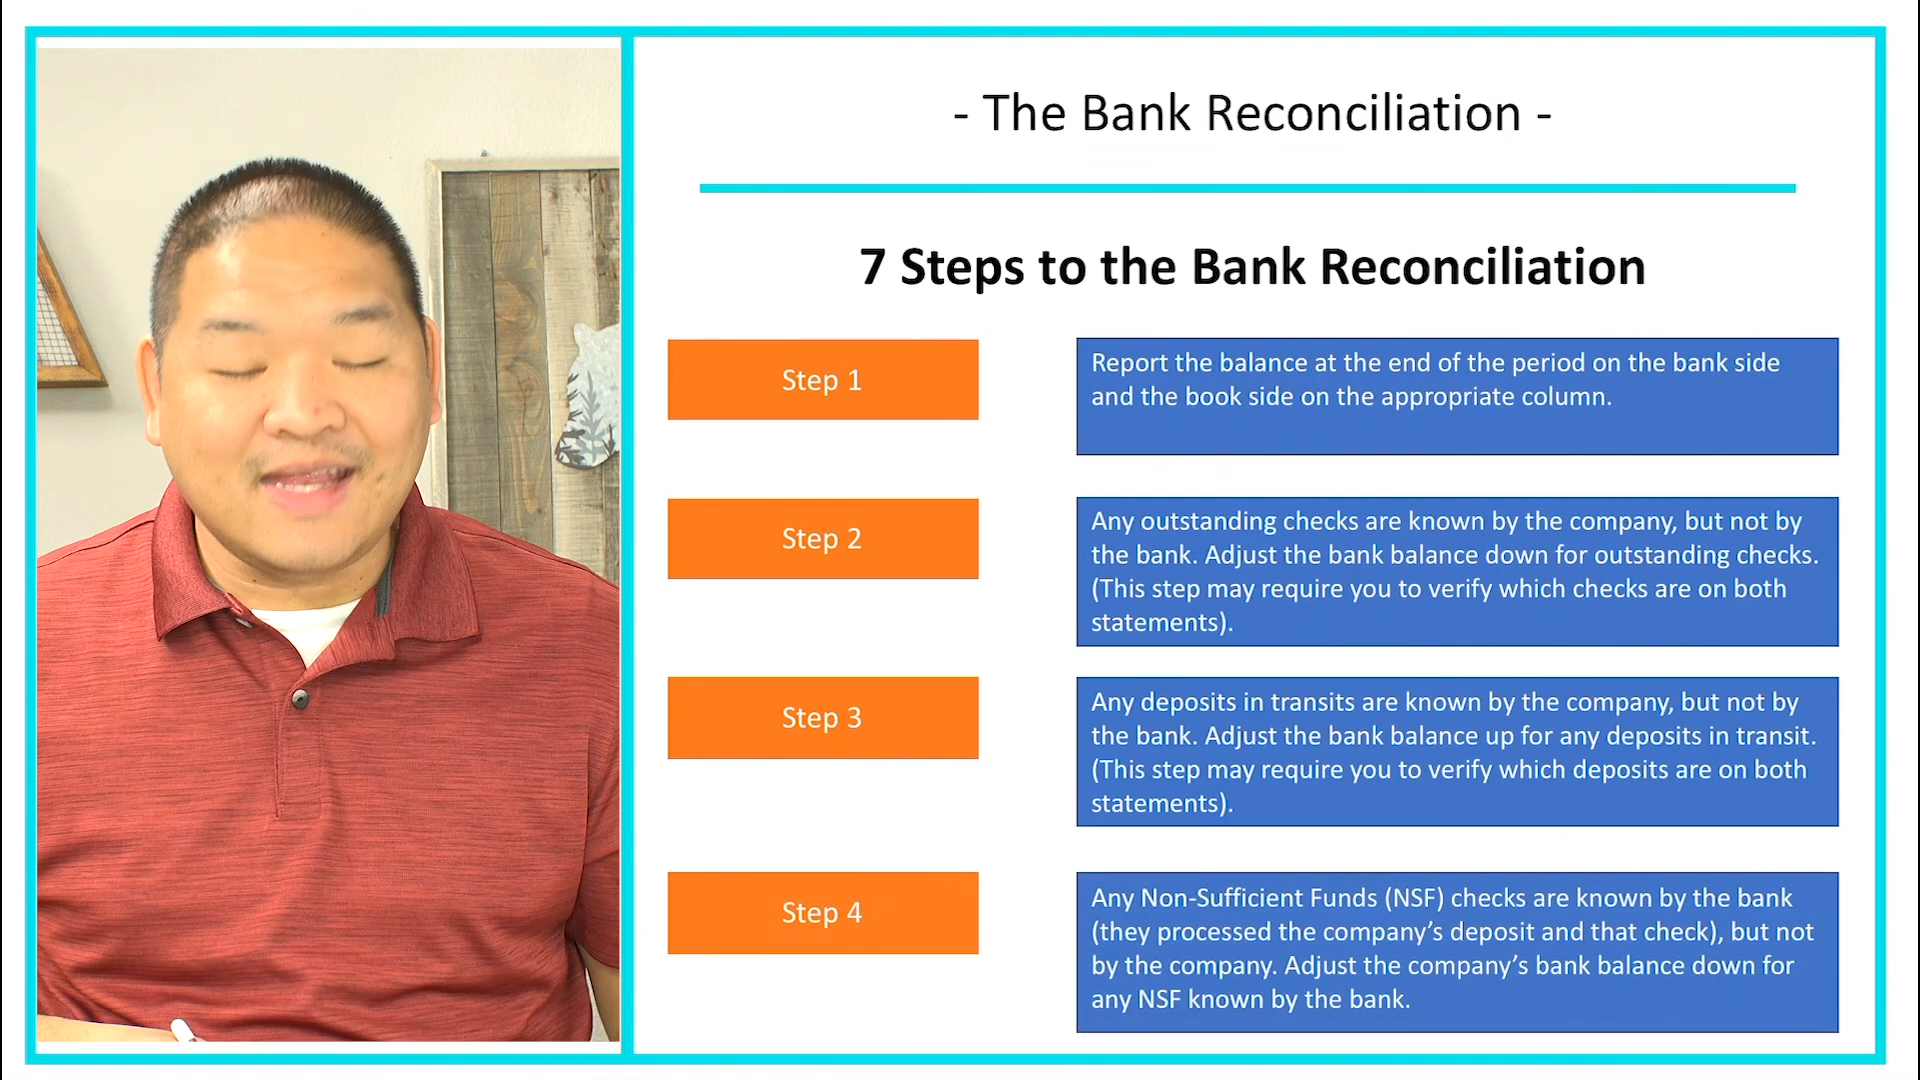 - The Bank Reconciliation -
7 Steps to the Bank Reconciliation
Step 1
Report the balance at the end of the period on the bank side
and the book side on the appropriate column.
Step 2
Any outstanding checks are known by the company, but not by
the bank. Adjust the bank balance down for outstanding checks.
(This step may require you to verify which checks are on both
statements).
Step 3
Any deposits in transits are known by the company, but not by
the bank. Adjust the bank balance up for any deposits in transit.
(This step may require you to verify which deposits are on both
statements).
Step 4
Any Non-Sufficient Funds (NSF) checks are known by the bank
(they processed the company’s deposit and that check), but not
by the company. Adjust the company’s bank balance down for
any NSF known by the bank.